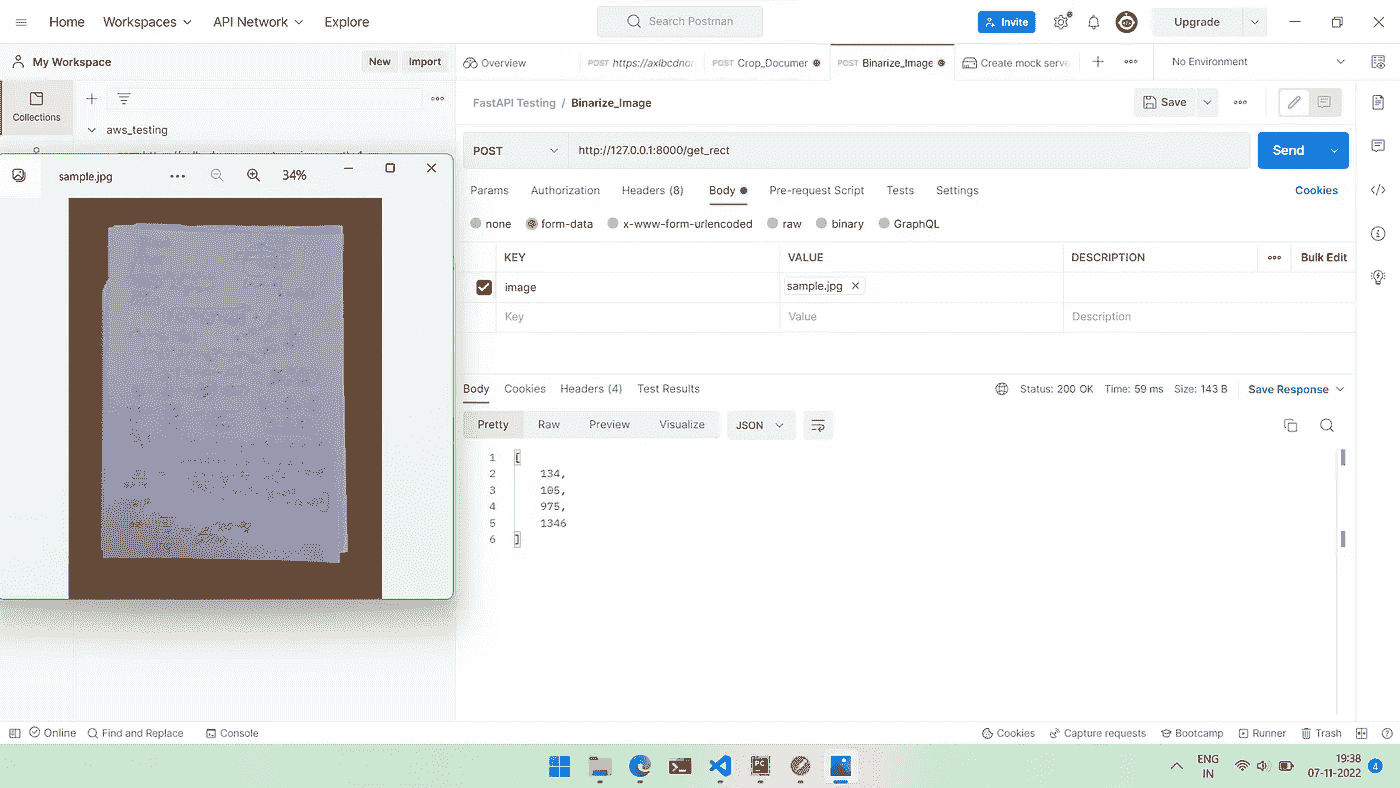 Home Workspaces API Network Explore
Search Postman
Invite
Upgrade
My Workspace
New Import
Overview
POST https://axlbcdno
POST Crop_Documer
POST Binarize_Image
Create mock serve
No Environment
Collections
aws_testing
FastAPI Testing / Binarize_Image
Save
sample.jpg
34%
POST
http://127.0.0.1:8000/get_rect
Send
Params Authorization Headers (8) Body Pre-request Script Tests Settings Cookies
none form-data x-www-form-urlencoded raw binary GraphQL
KEY VALUE DESCRIPTION Bulk Edit
image sample.jpg
Key Value Description
Body Cookies Headers (4) Test Results
Status: 200 OK Time: 59 ms Size: 143 B Save Response
Pretty Raw Preview Visualize JSON
1 [
2 134,
3 105,
4 975,
5 1346
6 ]
Online Find and Replace Console
Cookies Capture requests Bootcamp Runner Trash
ENG
IN
19:38
07-11-2022
4